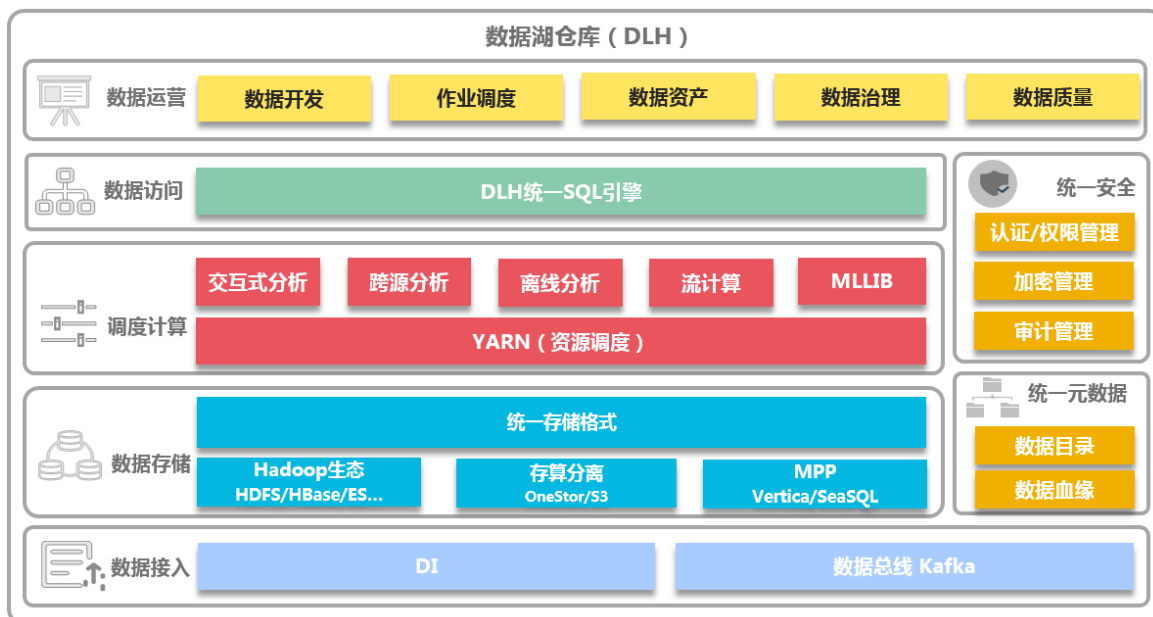 数据湖仓库（DLH）
数据运营
数据开发
作业调度
数据资产
数据治理
数据质量
数据访问
DLH统一SQL引擎
统一安全
认证/权限管理
加密管理
审计管理
调度计算
交互式分析
跨源分析
离线分析
流计算
MLLIB
YARN（资源调度）
统一元数据
数据目录
数据血缘
数据存储
统一存储格式
Hadoop生态
HDFS/HBase/ES...
存算分离
OneStor/S3
MPP
Vertica/SeaSQL
数据接入
DI
数据总线 Kafka